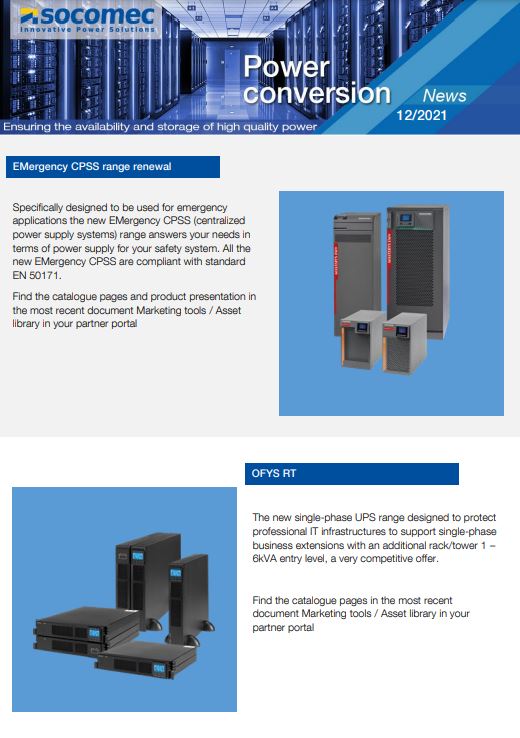 socomec
Innovative Power Solutions
Power
conversion
News
12/2021
Ensuring the availability and storage of high quality power
EMergency CPSS range renewal
Specifically designed to be used for emergency
applications the new EMergency CPSS (centralized
power supply systems) range answers your needs in
terms of power supply for your safety system. All the
new EMergency CPSS are compliant with standard
EN 50171.
Find the catalogue pages and product presentation in
the most recent document Marketing tools / Asset
library in your partner portal
OFYS RT
The new single-phase UPS range designed to protect
professional IT infrastructures to support single-phase
business extensions with an additional rack/tower 1 –
6kVA entry level, a very competitive offer.
Find the catalogue pages in the most recent
document Marketing tools / Asset library in your
partner portal